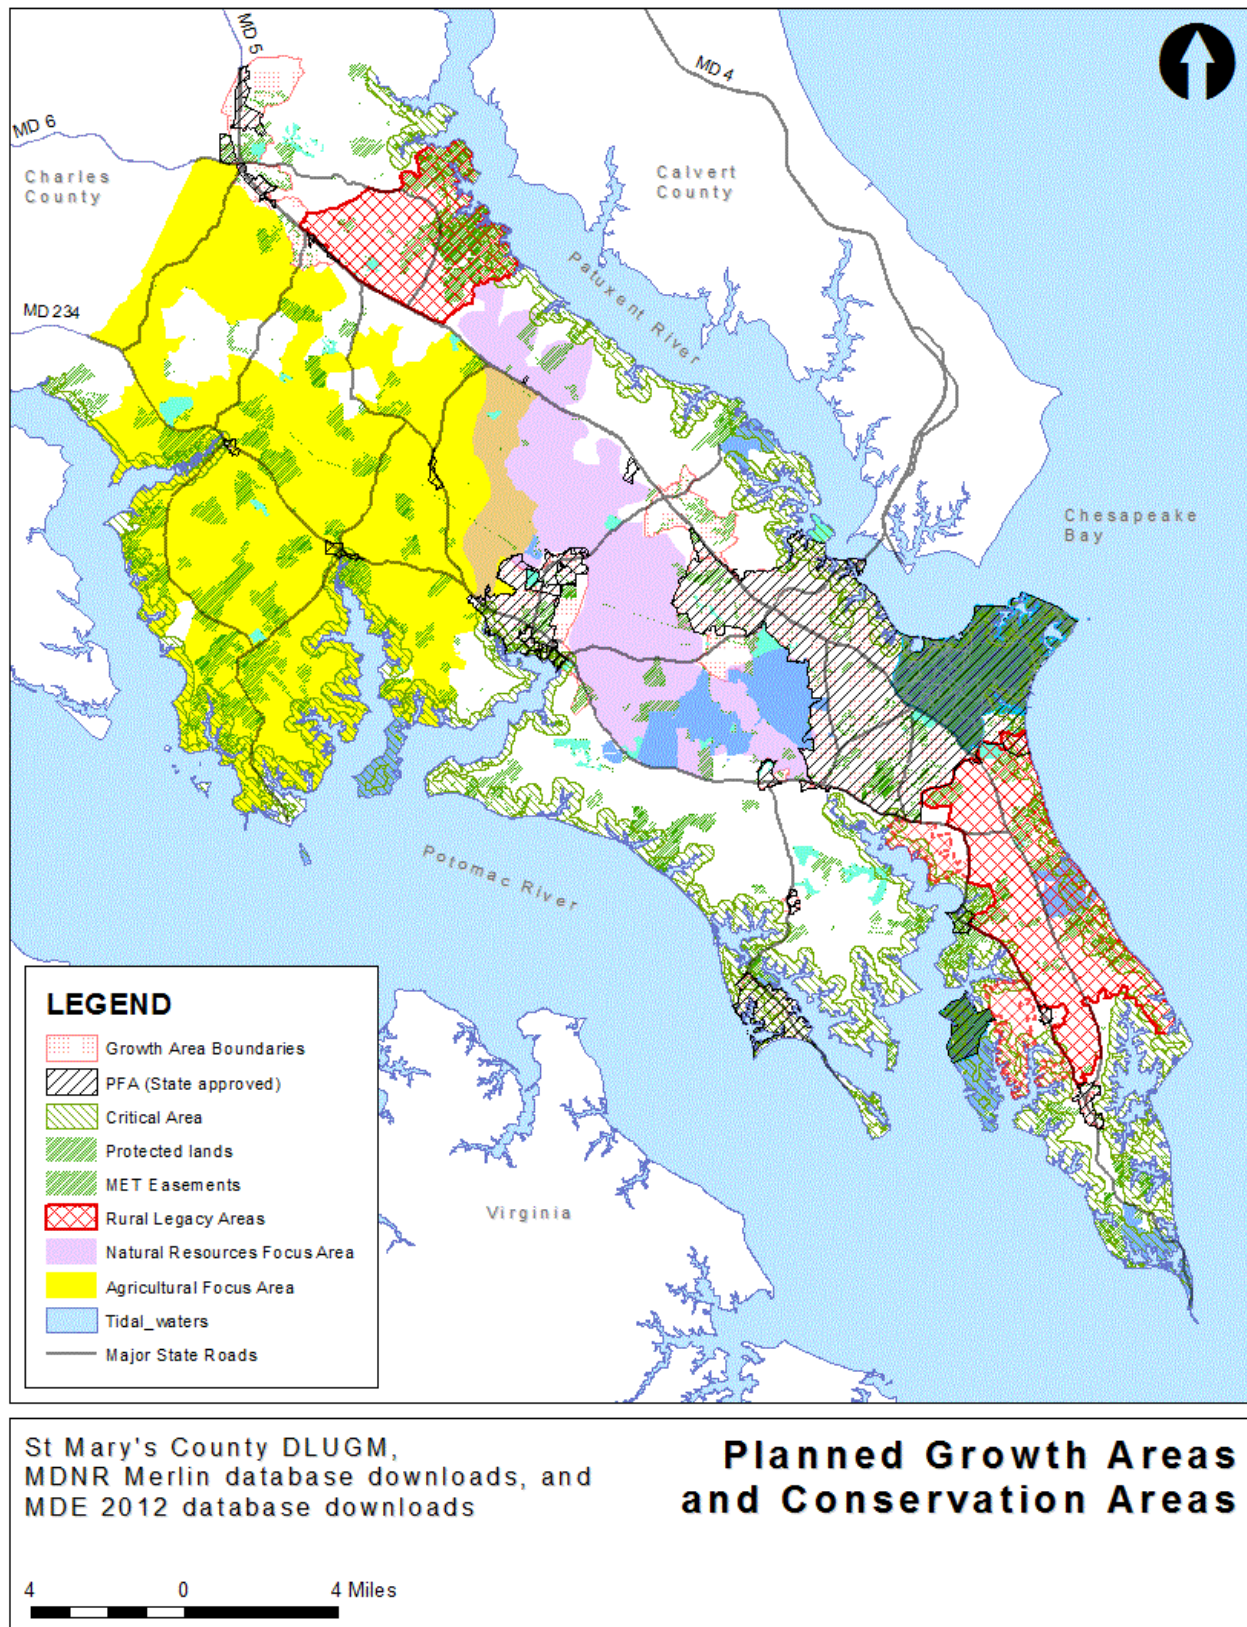 MD 5
MD 4
MD 6
Charles
County
Calvert
County
Patuxent River
MD 234
Chesapeake
Bay
Potomac River
LEGEND
Growth Area Boundaries
PFA (State approved)
Critical Area
Protected lands
MET Easements
Rural Legacy Areas
Natural Resources Focus Area
Agricultural Focus Area
Tidal_waters
Major State Roads
Virginia
St Mary's County DLUGM,
MDNR Merlin database downloads, and
MDE 2012 database downloads
Planned Growth Areas
and Conservation Areas
4 0 4 Miles